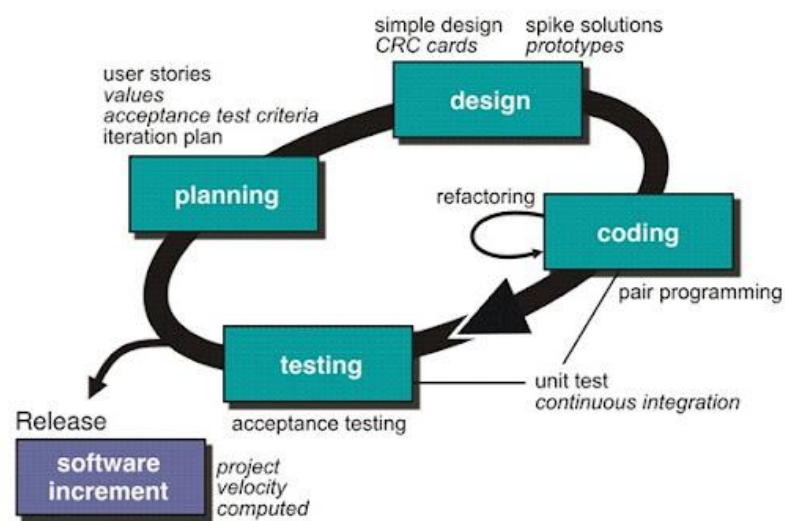 simple design
CRC cards
spike solutions
prototypes
user stories
values
acceptance test criteria
iteration plan
design
planning
refactoring
coding
pair programming
testing
unit test
continuous integration
acceptance testing
Release
software
increment
project
velocity
computed